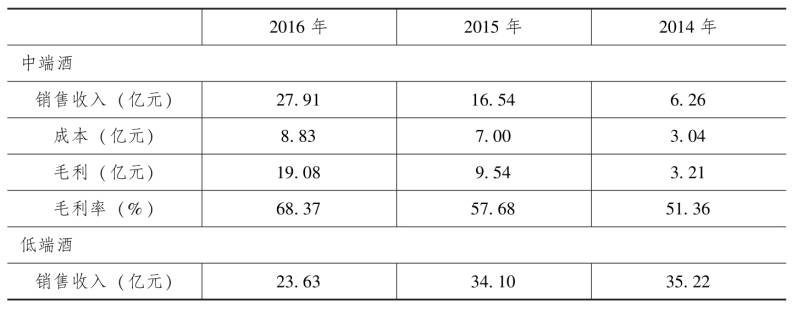 2016 年 2015 年 2014 年
中端酒
销售收入（亿元） 27.91 16.54 6.26
成本（亿元） 8.83 7.00 3.04
毛利（亿元） 19.08 9.54 3.21
毛利率（%） 68.37 57.68 51.36
低端酒
销售收入（亿元） 23.63 34.10 35.22